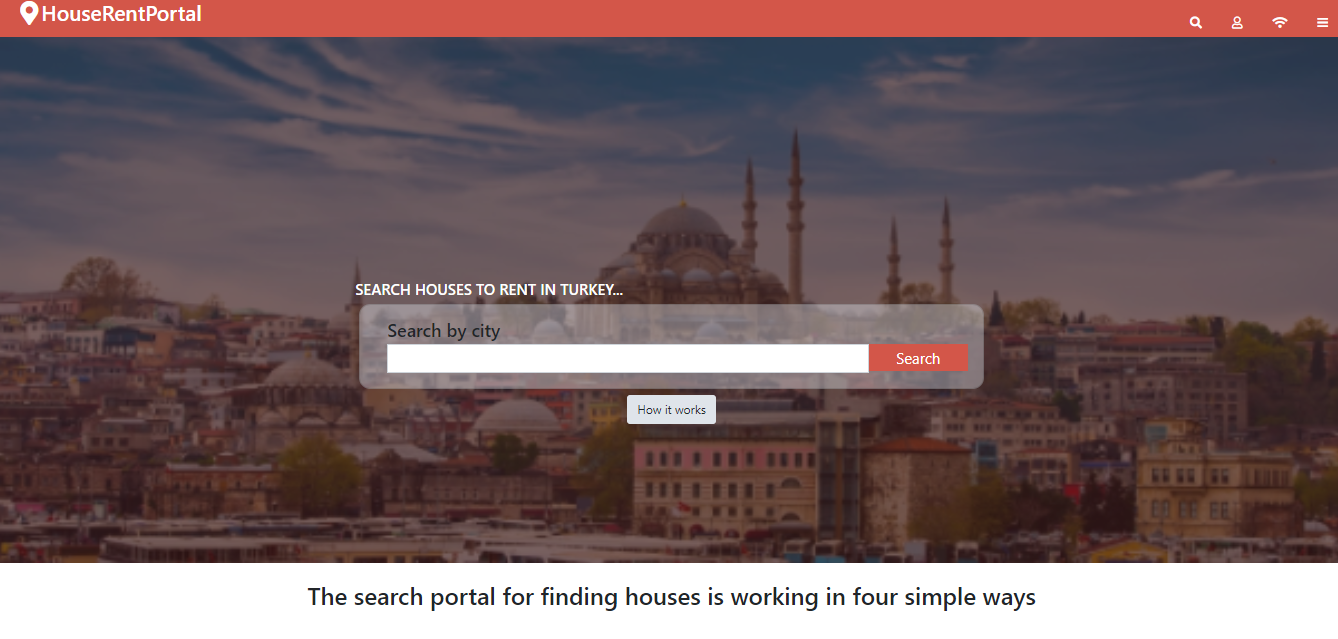 HouseRentPortal
SEARCH HOUSES TO RENT IN TURKEY...
Search by city
Search
How it works
The search portal for finding houses is working in four simple ways